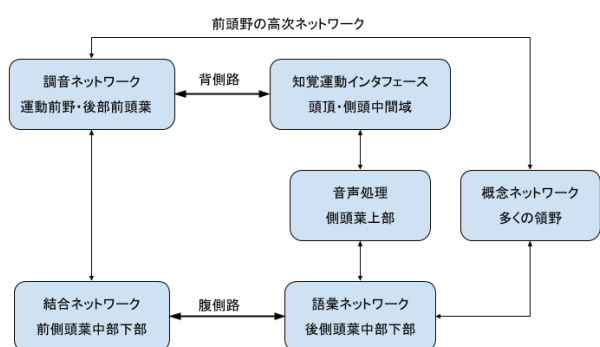 前頭野の高次ネットワーク
調音ネットワーク
運動前野・後部前頭葉
背側路
知覚運動インタフェース
頭頂・側頭中間域
音声処理
側頭葉上部
概念ネットワーク
多くの領野
結合ネットワーク
前側頭葉中部下部
腹側路
語彙ネットワーク
後側頭葉中部下部